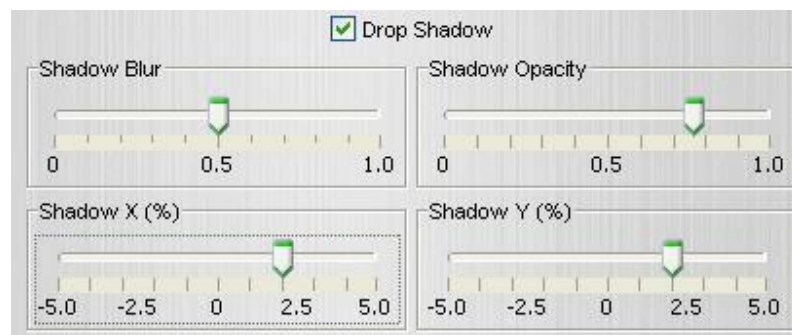 Drop Shadow
Shadow Blur
0 0.5 1.0
Shadow Opacity
0 0.5 1.0
Shadow X (%)
-5.0 -2.5 0 2.5 5.0
Shadow Y (%)
-5.0 -2.5 0 2.5 5.0